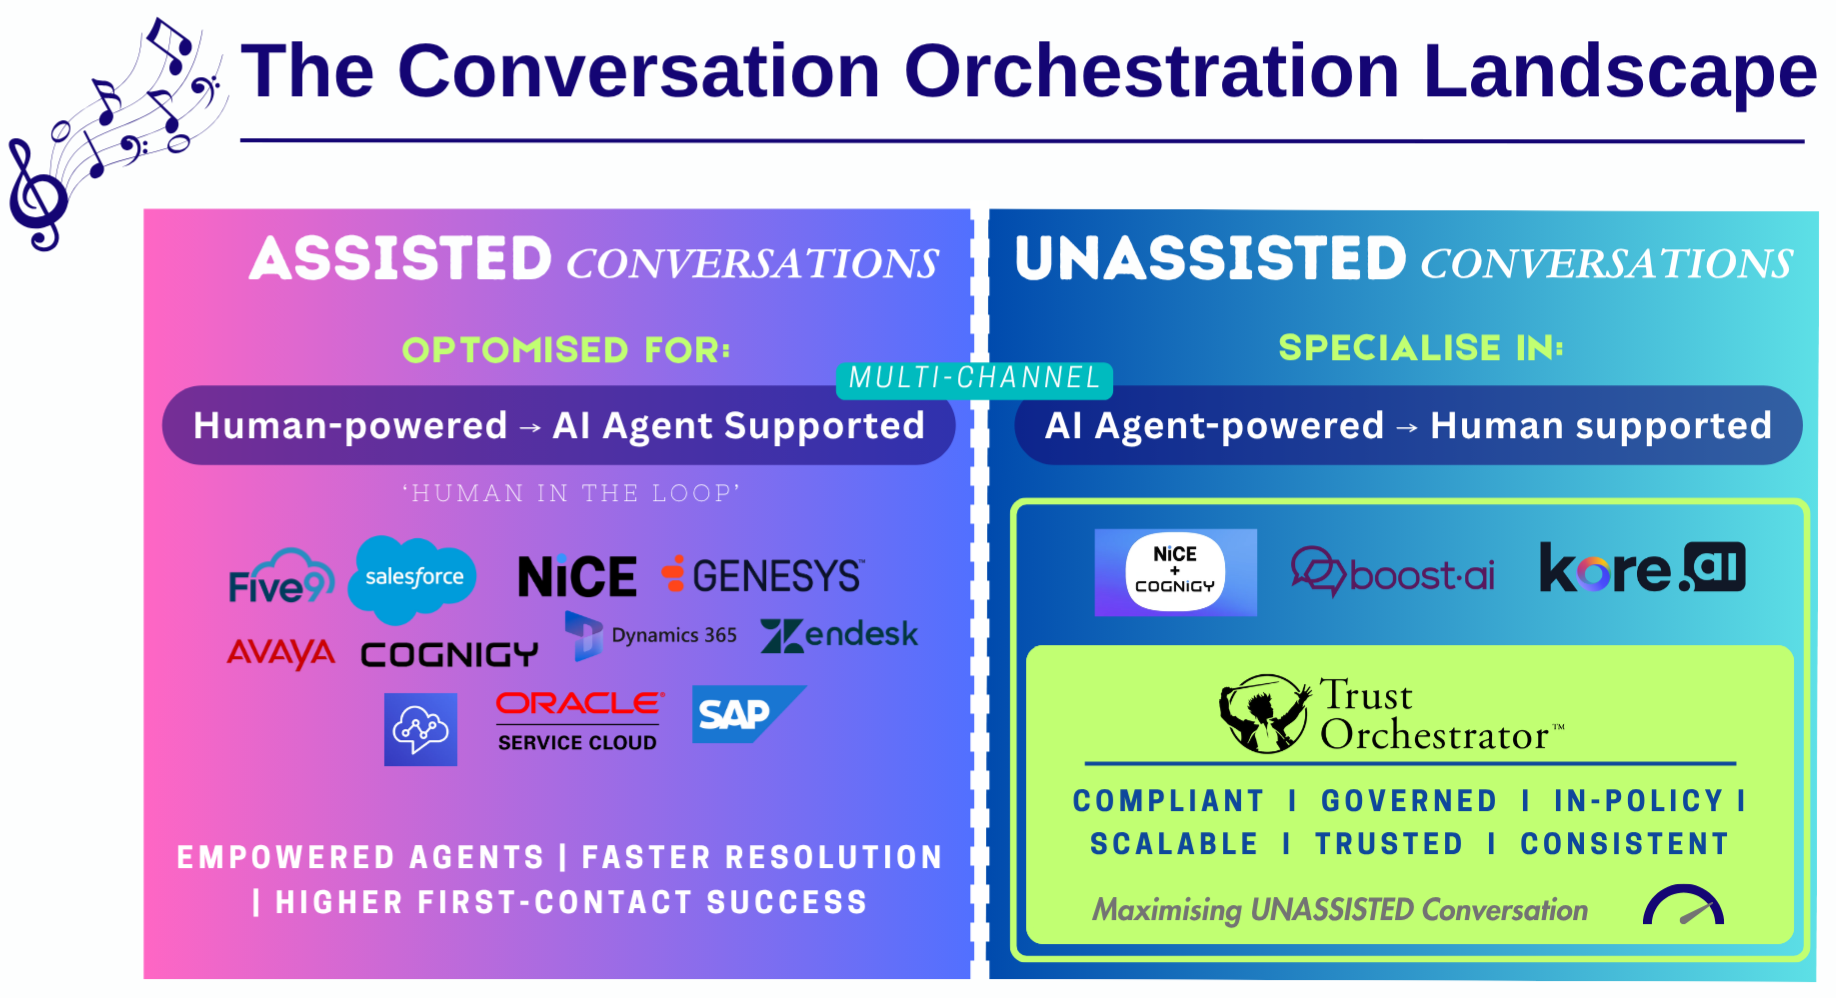 The Conversation Orchestration Landscape
ASSISTED CONVERSATIONS
OPTOMISED FOR:
MULTI-CHANNEL
Human-powered → AI Agent Supported
‘HUMAN IN THE LOOP’
Five9
salesforce
NiCE
GENESYS™
AVAYA
COGNIGY
Dynamics 365
Zendesk
ORACLE®
SERVICE CLOUD
SAP
EMPOWERED AGENTS | FASTER RESOLUTION
| HIGHER FIRST-CONTACT SUCCESS
UNASSISTED CONVERSATIONS
SPECIALISE IN:
AI Agent-powered → Human supported
NiCE
+
COGNiGY
boost.ai
kore.ai
Trust
Orchestrator™
COMPLIANT I GOVERNED I IN-POLICY I
SCALABLE I TRUSTED I CONSISTENT
Maximising UNASSISTED Conversation